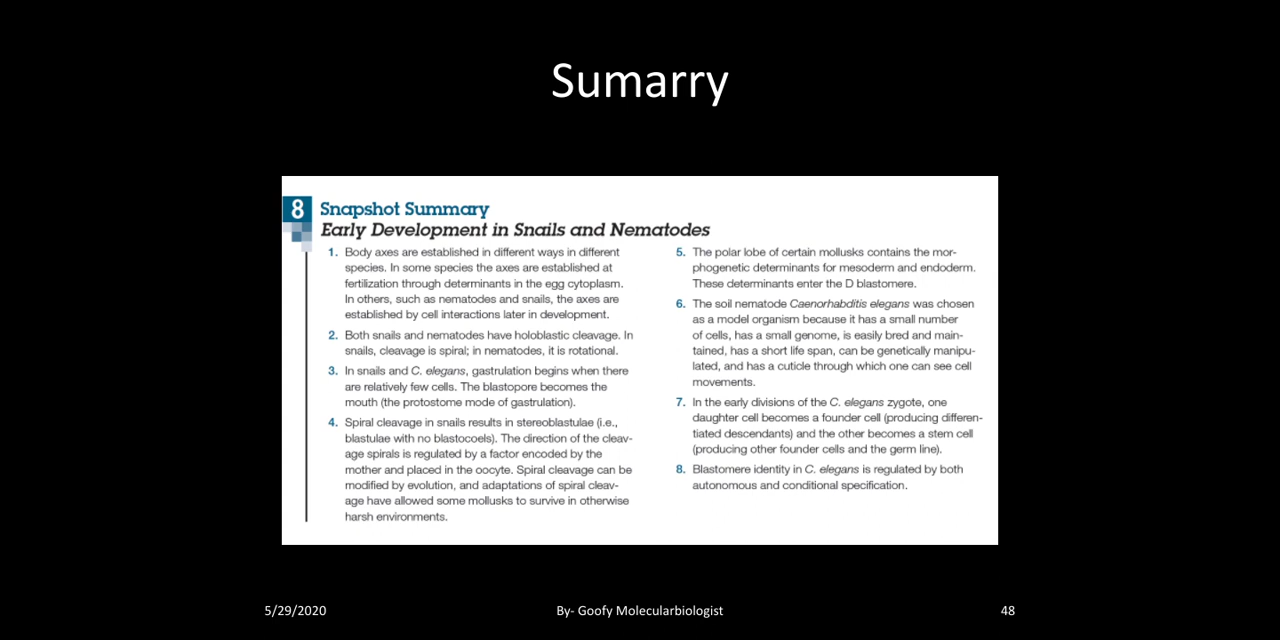 Sumarry
8 Snapshot Summary
Early Development in Snails and Nematodes
1. Body axes are established in different ways in different
species. In some species the axes are established at
fertilization through determinants in the egg cytoplasm.
In others, such as nematodes and snails, the axes are
established by cell interactions later in development.
2. Both snails and nematodes have holoblastic cleavage. In
snails, cleavage is spiral; in nematodes, it is rotational.
3. In snails and C. elegans, gastrulation begins when there
are relatively few cells. The blastopore becomes the
mouth (the protostome mode of gastrulation).
4. Spiral cleavage in snails results in stereoblastulae (i.e.,
blastulae with no blastocoels). The direction of the cleav-
age spirals is regulated by a factor encoded by the
mother and placed in the oocyte. Spiral cleavage can be
modified by evolution, and adaptations of spiral cleav-
age have allowed some mollusks to survive in otherwise
harsh environments.
5. The polar lobe of certain mollusks contains the mor-
phogenetic determinants for mesoderm and endoderm.
These determinants enter the D blastomere.
6. The soil nematode Caenorhabditis elegans was chosen
as a model organism because it has a small number
of cells, has a small genome, is easily bred and main-
tained, has a short life span, can be genetically manipu-
lated, and has a cuticle through which one can see cell
movements.
7. In the early divisions of the C. elegans zygote, one
daughter cell becomes a founder cell (producing differen-
tiated descendants) and the other becomes a stem cell
(producing other founder cells and the germ line).
8. Blastomere identity in C. elegans is regulated by both
autonomous and conditional specification.
5/29/2020
By- Goofy Molecularbiologist
48